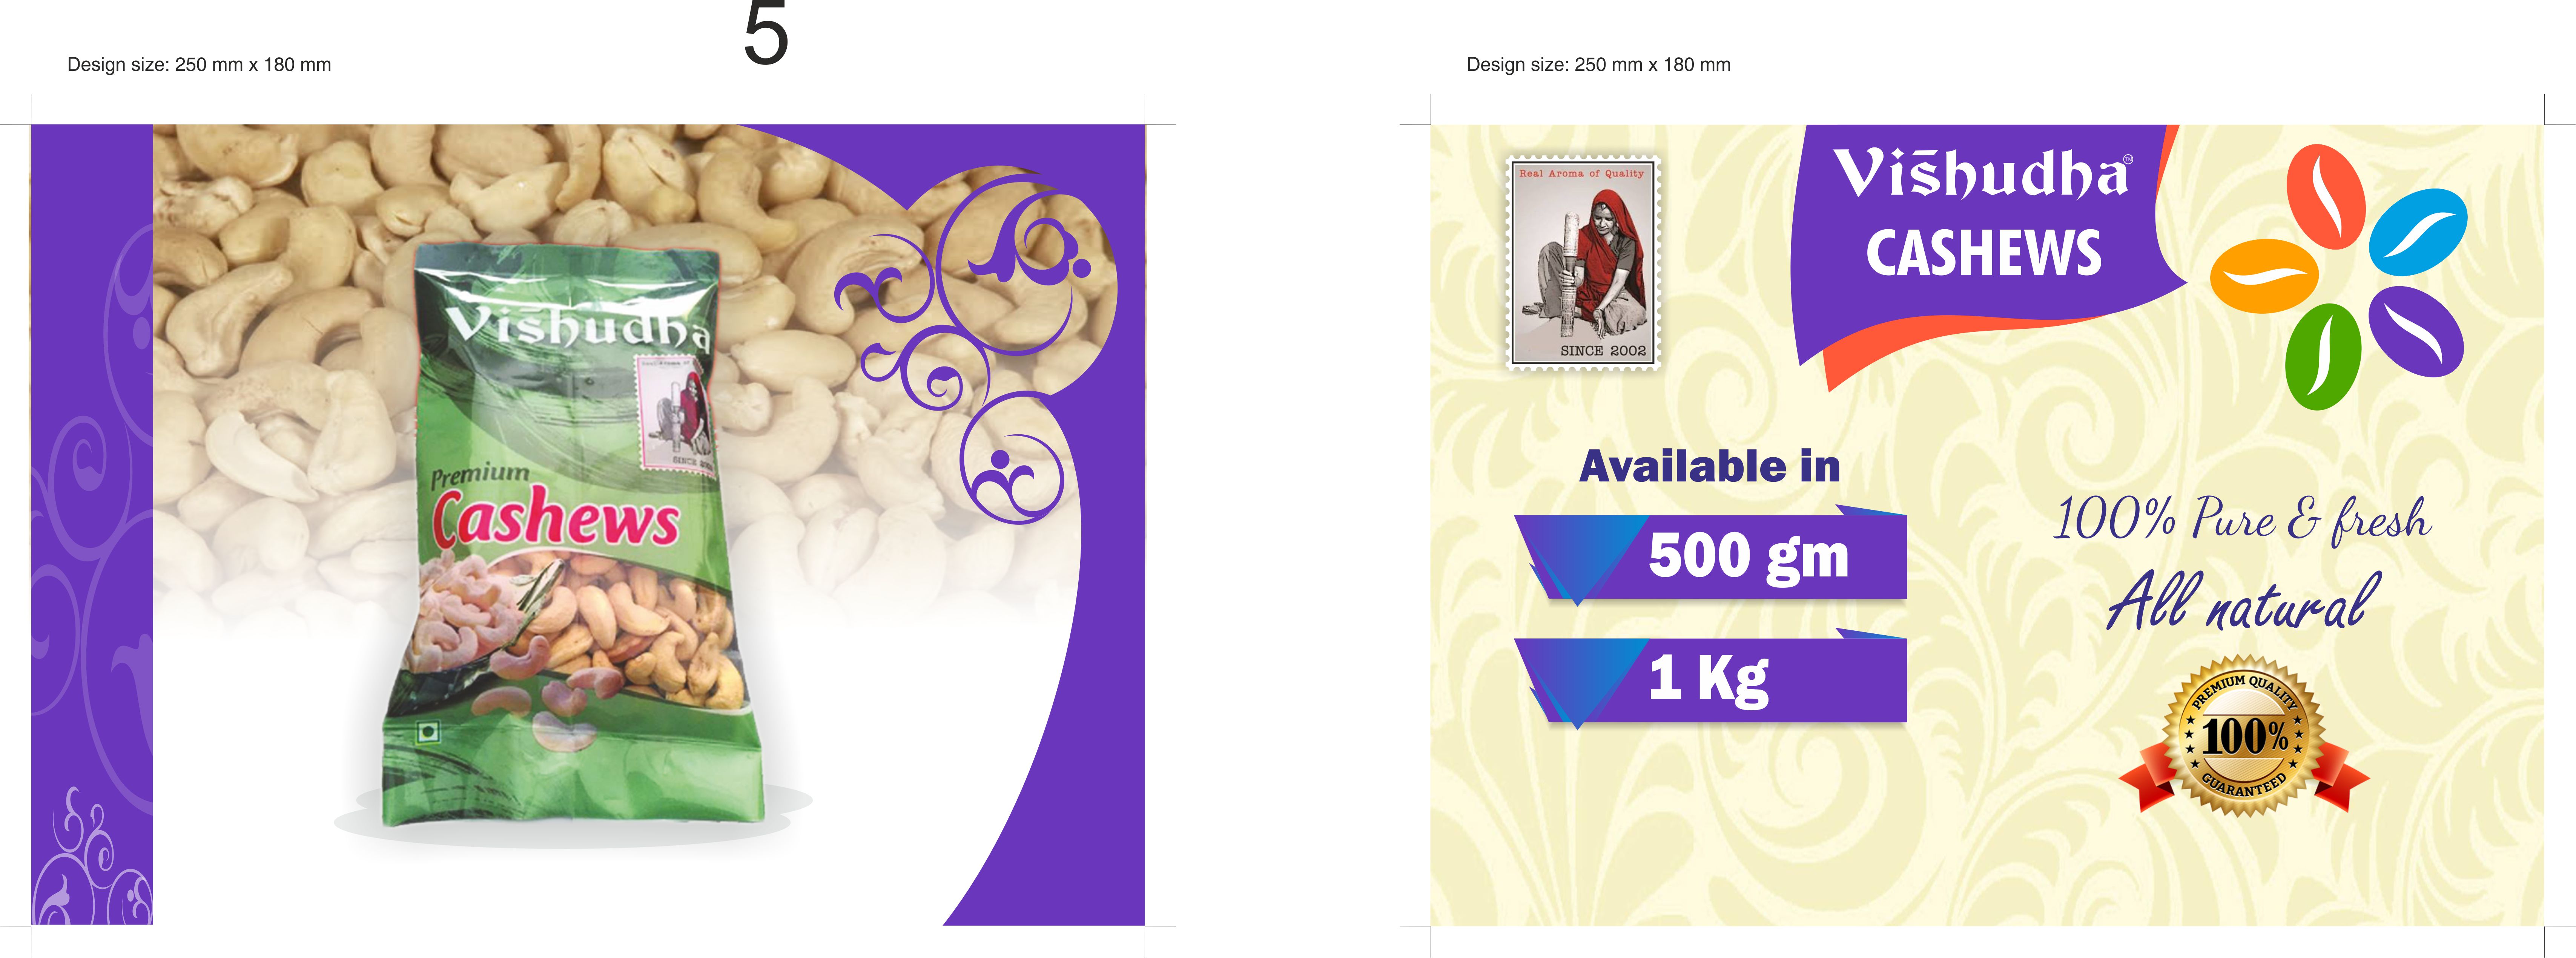 5
Design size: 250 mm x 180 mm
Vishudha
SINCE
Premium
Cashews
Design size: 250 mm x 180 mm
Real Aroma of Quality
SINCE 2002
Vishudha TM
CASHEWS
Available in
500 gm
1 Kg
100% Pure & fresh
All natural
PREMIUM QUALITY
100%
GUARANTEED